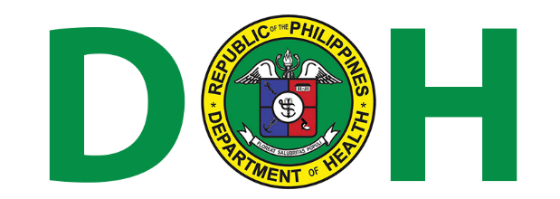 D H
REPUBLIC OF THE PHILIPPINES
DEPARTMENT OF HEALTH